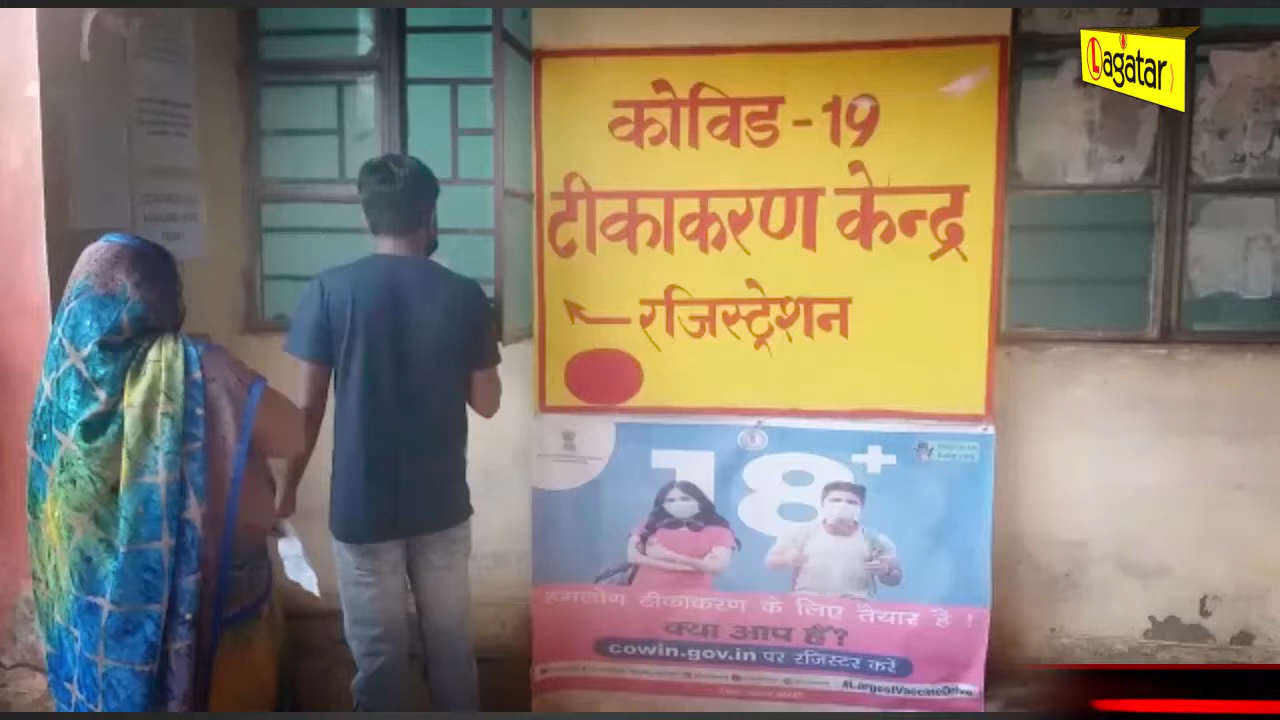 Lagatar
कोविड - 19
टीकाकरण केन्द्र
रजिस्ट्रेशन
18+
हमलोग टीकाकरण के लिए तैयार है !
क्या आप हैं?
cowin.gov.in पर रजिस्टर करें
#LargestVaccineDrive